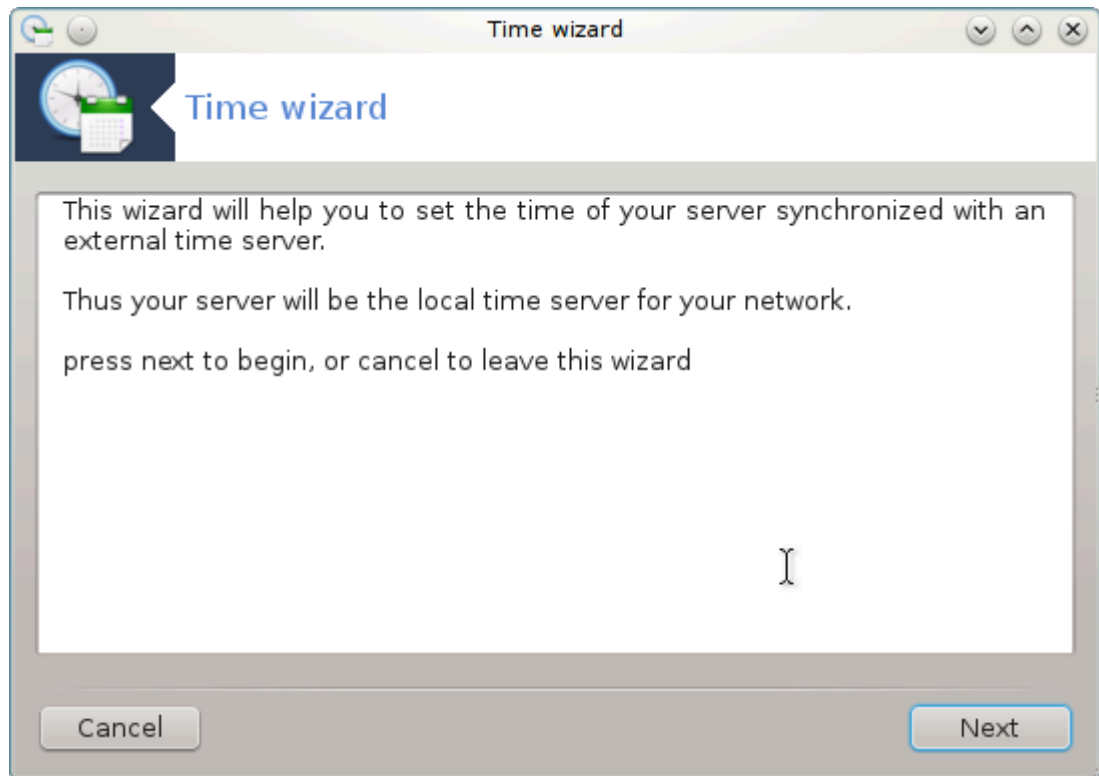 Time wizard
Time wizard
This wizard will help you to set the time of your server synchronized with an
external time server.
Thus your server will be the local time server for your network.
press next to begin, or cancel to leave this wizard
Cancel
Next